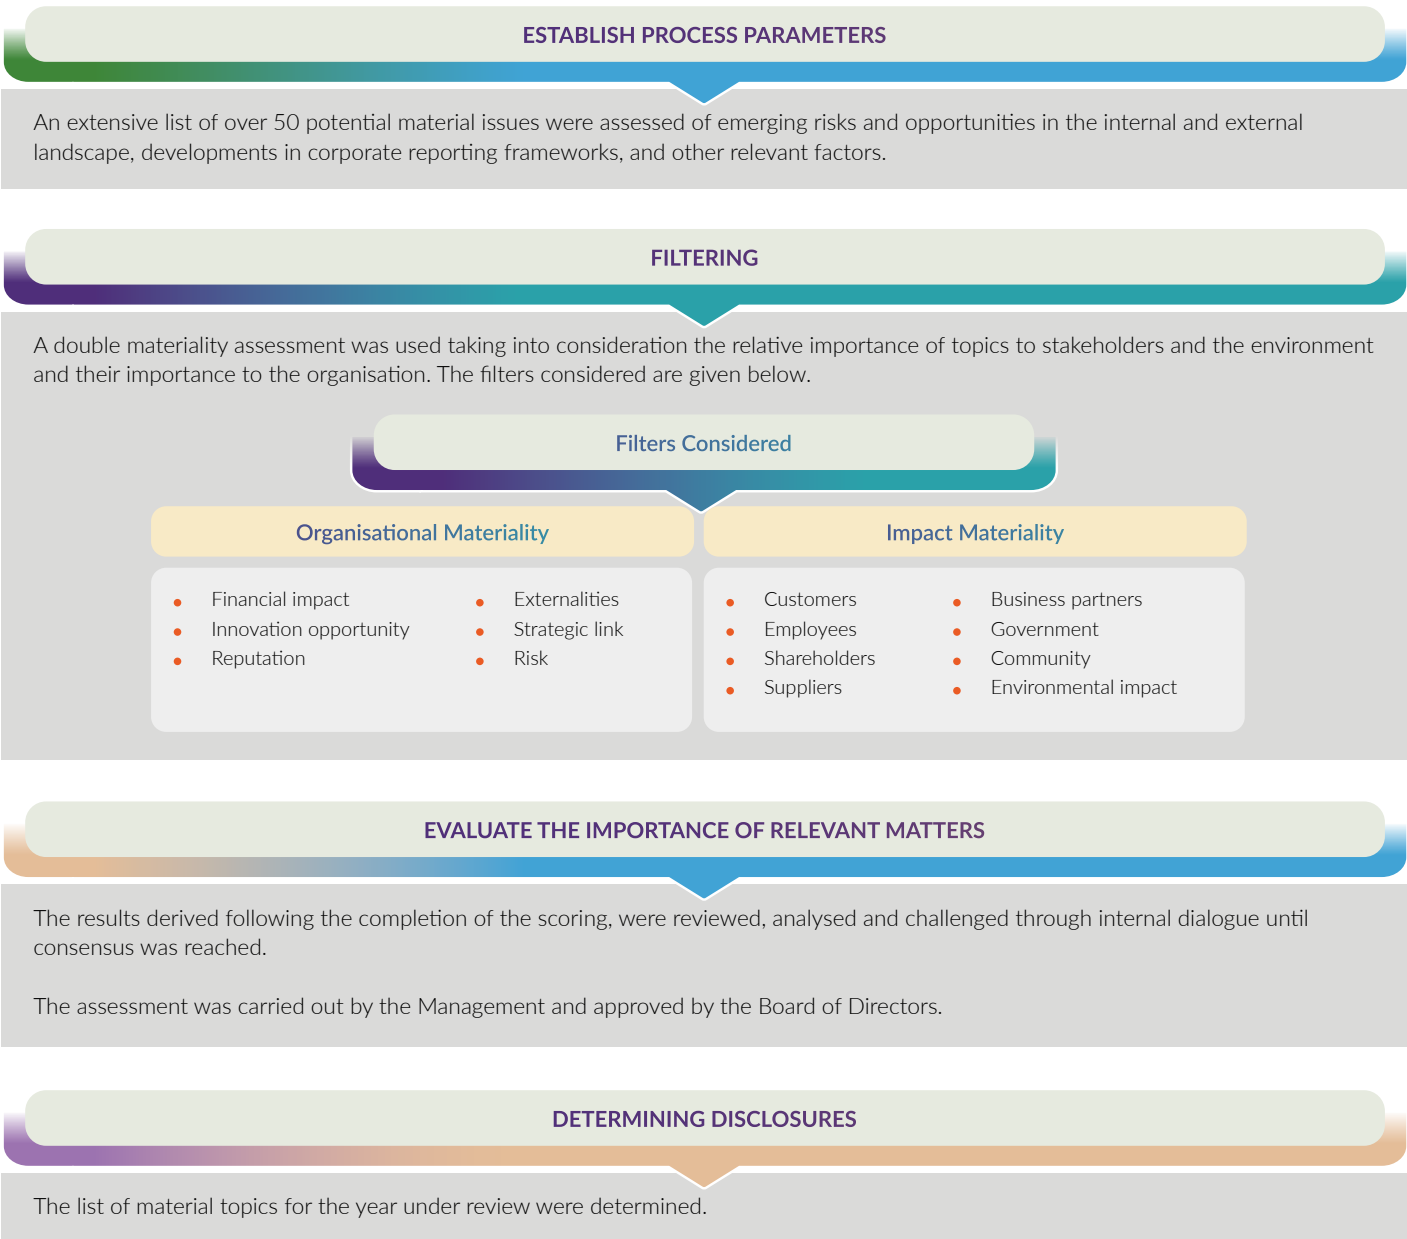 ESTABLISH PROCESS PARAMETERS
An extensive list of over 50 potential material issues were assessed of emerging risks and opportunities in the internal and external
landscape, developments in corporate reporting frameworks, and other relevant factors.
FILTERING
A double materiality assessment was used taking into consideration the relative importance of topics to stakeholders and the environment
and their importance to the organisation. The filters considered are given below.
Filters Considered
Organisational Materiality
• Financial impact
• Innovation opportunity
• Reputation
• Externalities
• Strategic link
• Risk
Impact Materiality
• Customers
• Employees
• Shareholders
• Suppliers
• Business partners
• Government
• Community
• Environmental impact
EVALUATE THE IMPORTANCE OF RELEVANT MATTERS
The results derived following the completion of the scoring, were reviewed, analysed and challenged through internal dialogue until
consensus was reached.
The assessment was carried out by the Management and approved by the Board of Directors.
DETERMINING DISCLOSURES
The list of material topics for the year under review were determined.